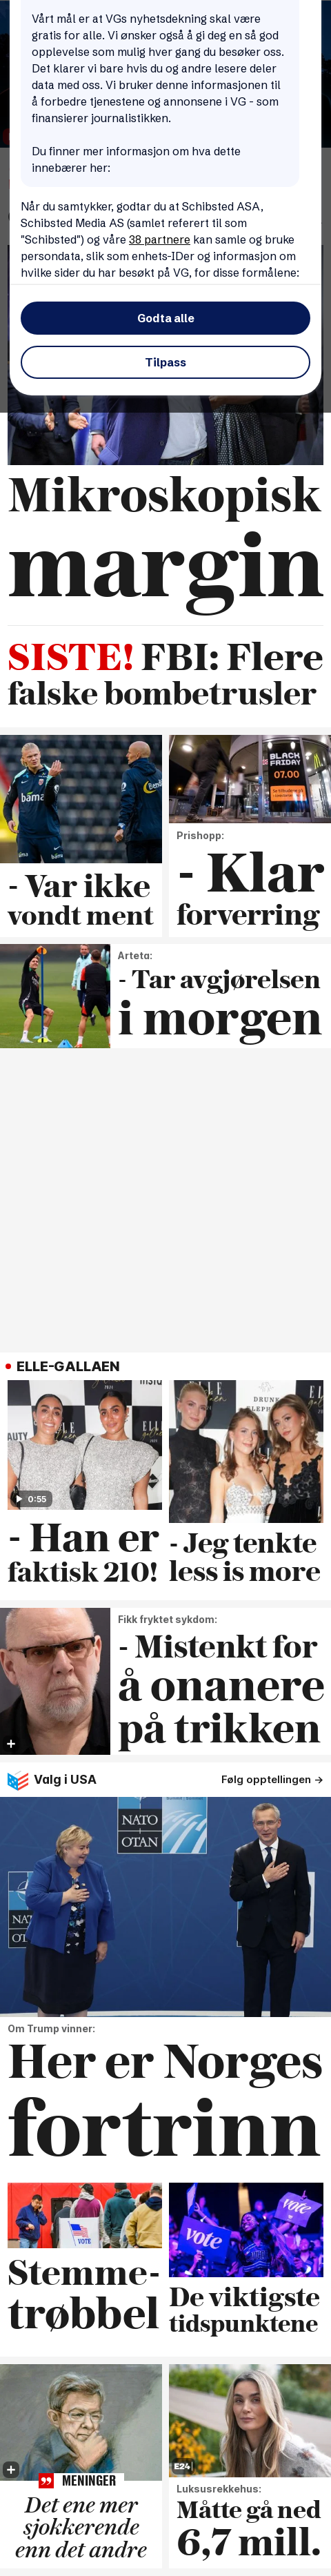 Vårt mål er at VGs nyhetsdekning skal være
gratis for alle. Vi ønsker også å gi deg en så god
opplevelse som mulig hver gang du besøker oss.
Det klarer vi bare hvis du og andre lesere deler
data med oss. Vi bruker denne informasjonen til
å forbedre tjenestene og annonsene i VG - som
finansierer journalistikken.
Du finner mer informasjon om hva dette
innebærer her:
Når du samtykker, godtar du at Schibsted ASA,
Schibsted Media AS (samlet referert til som
"Schibsted") og våre 38 partnere kan samle og bruke
persondata, slik som enhets-IDer og informasjon om
hvilke sider du har besøkt på VG, for disse formålene:
Godta alle
Tilpass
Mikroskopisk
margin
SISTE! FBI: Flere
falske bombetrusler
- Var ikke
vondt ment
BLACK
FRIDAY
07.00
Prishopp:
- Klar
forverring
Arteta:
- Tar avgjørelsen
i morgen
ELLE-GALLAEN
0:55
- Han er
faktisk 210!
- Jeg tenkte
less is more
Fikk fryktet sykdom:
- Mistenkt for
å onanere
på trikken
Valg i USA
Følg opptellingen →
NATO
OTAN
NATO
OTAN
Om Trump vinner:
Her er Norges
fortrinn
VOTE
Stemme-
trøbbel
vote
vote
De viktigste
tidspunktene
MENINGER
Det ene mer
sjokkerende
enn det andre
E24
Luksusrekkehus:
Måtte gå ned
6,7 mill.